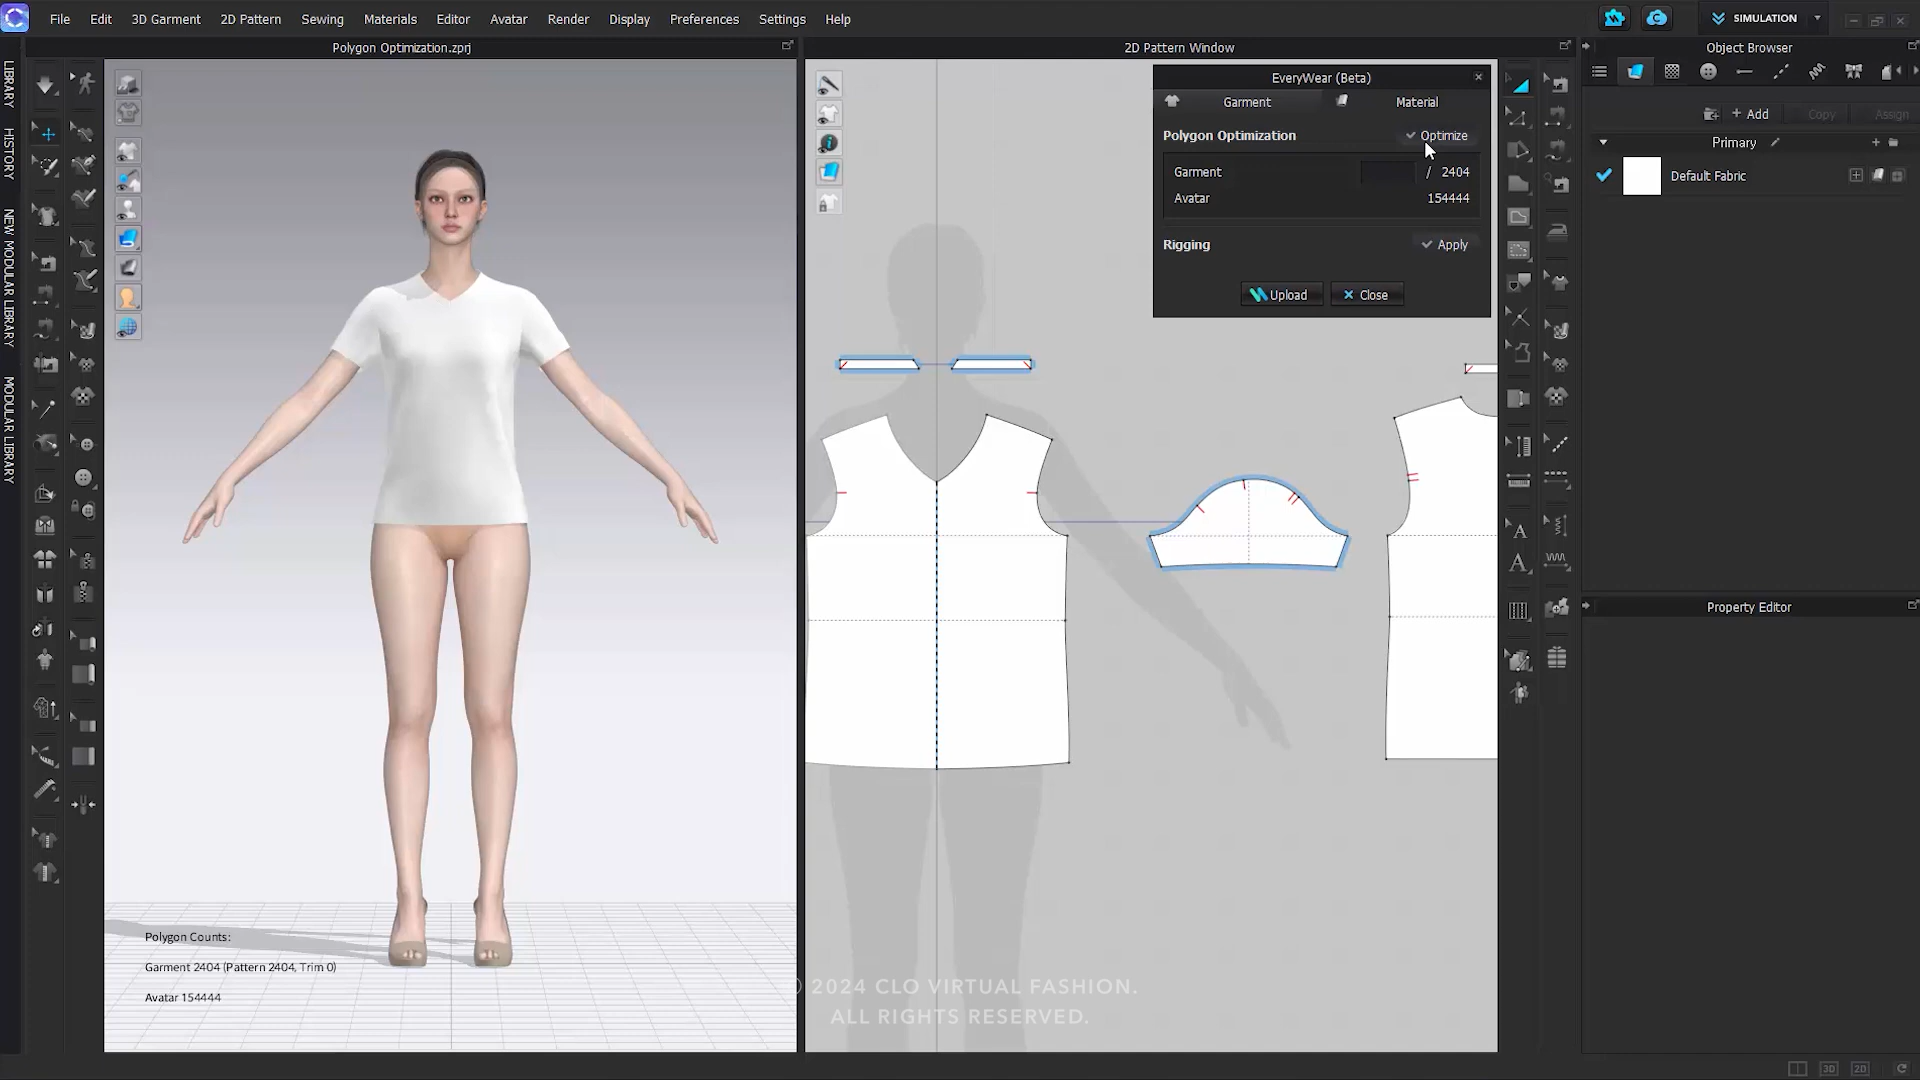 File Edit 3D Garment 2D Pattern Sewing Materials Editor Avatar Render Display Preferences Settings Help
SIMULATION
Polygon Optimization.zprj
2D Pattern Window
Object Browser
LIBRARY
HISTORY
NEW MODULAR LIBRARY
MODULAR LIBRARY
EveryWear (Beta)
Garment Material
Polygon Optimization Optimize
Garment / 2404
Avatar 154444
Rigging Apply
Upload Close
+ Add Copy Assign
Primary
Default Fabric
Property Editor
Polygon Counts:
Garment 2404 (Pattern 2404, Trim 0)
Avatar 154444
© 2024 CLO VIRTUAL FASHION.
ALL RIGHTS RESERVED.
3D 2D